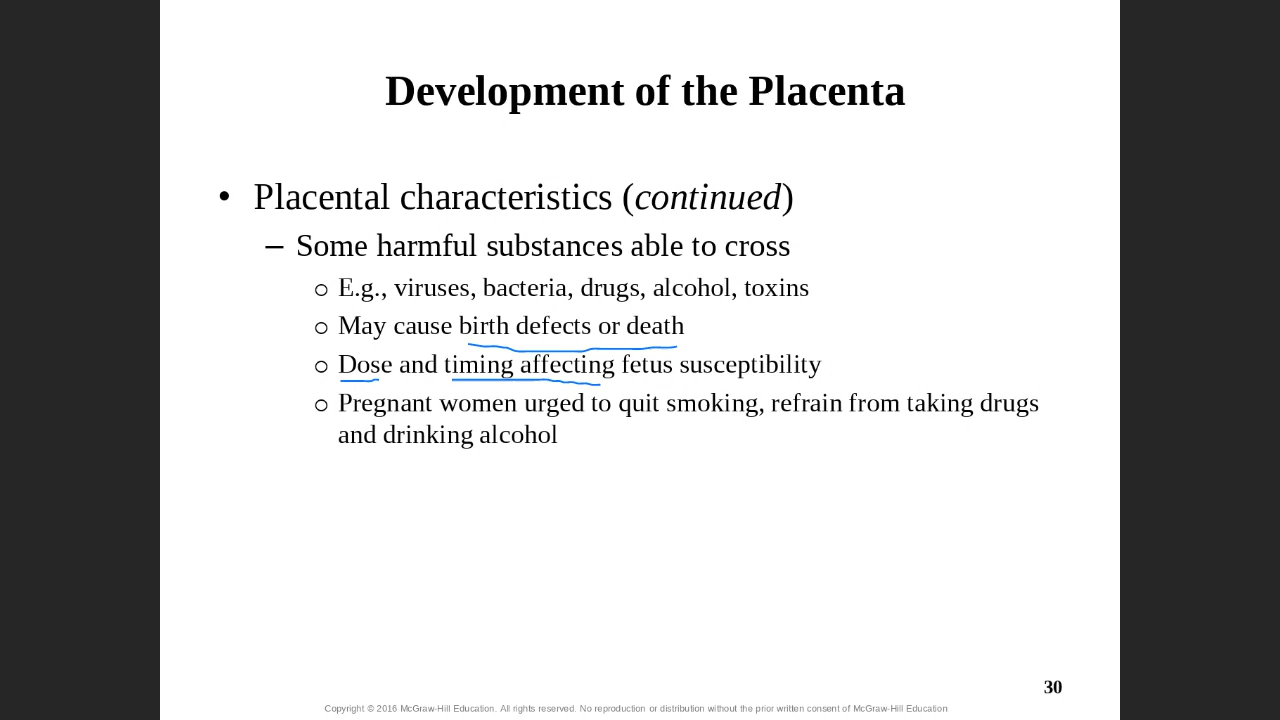 Development of the Placenta
• Placental characteristics (continued)
– Some harmful substances able to cross
o E.g., viruses, bacteria, drugs, alcohol, toxins
o May cause birth defects or death
o Dose and timing affecting fetus susceptibility
o Pregnant women urged to quit smoking, refrain from taking drugs
and drinking alcohol
30
Copyright © 2016 McGraw-Hill Education. All rights reserved. No reproduction or distribution without the prior written consent of McGraw-Hill Education